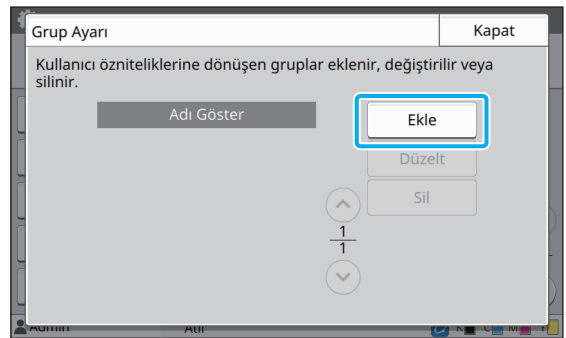 Grup Ayarı
Kapat
Kullanıcı özniteliklerine dönüşen gruplar eklenir, değiştirilir veya
silinir.
Adı Göster
Ekle
Düzelt
Sil
1
1
Admin
Atıl
K C M Y